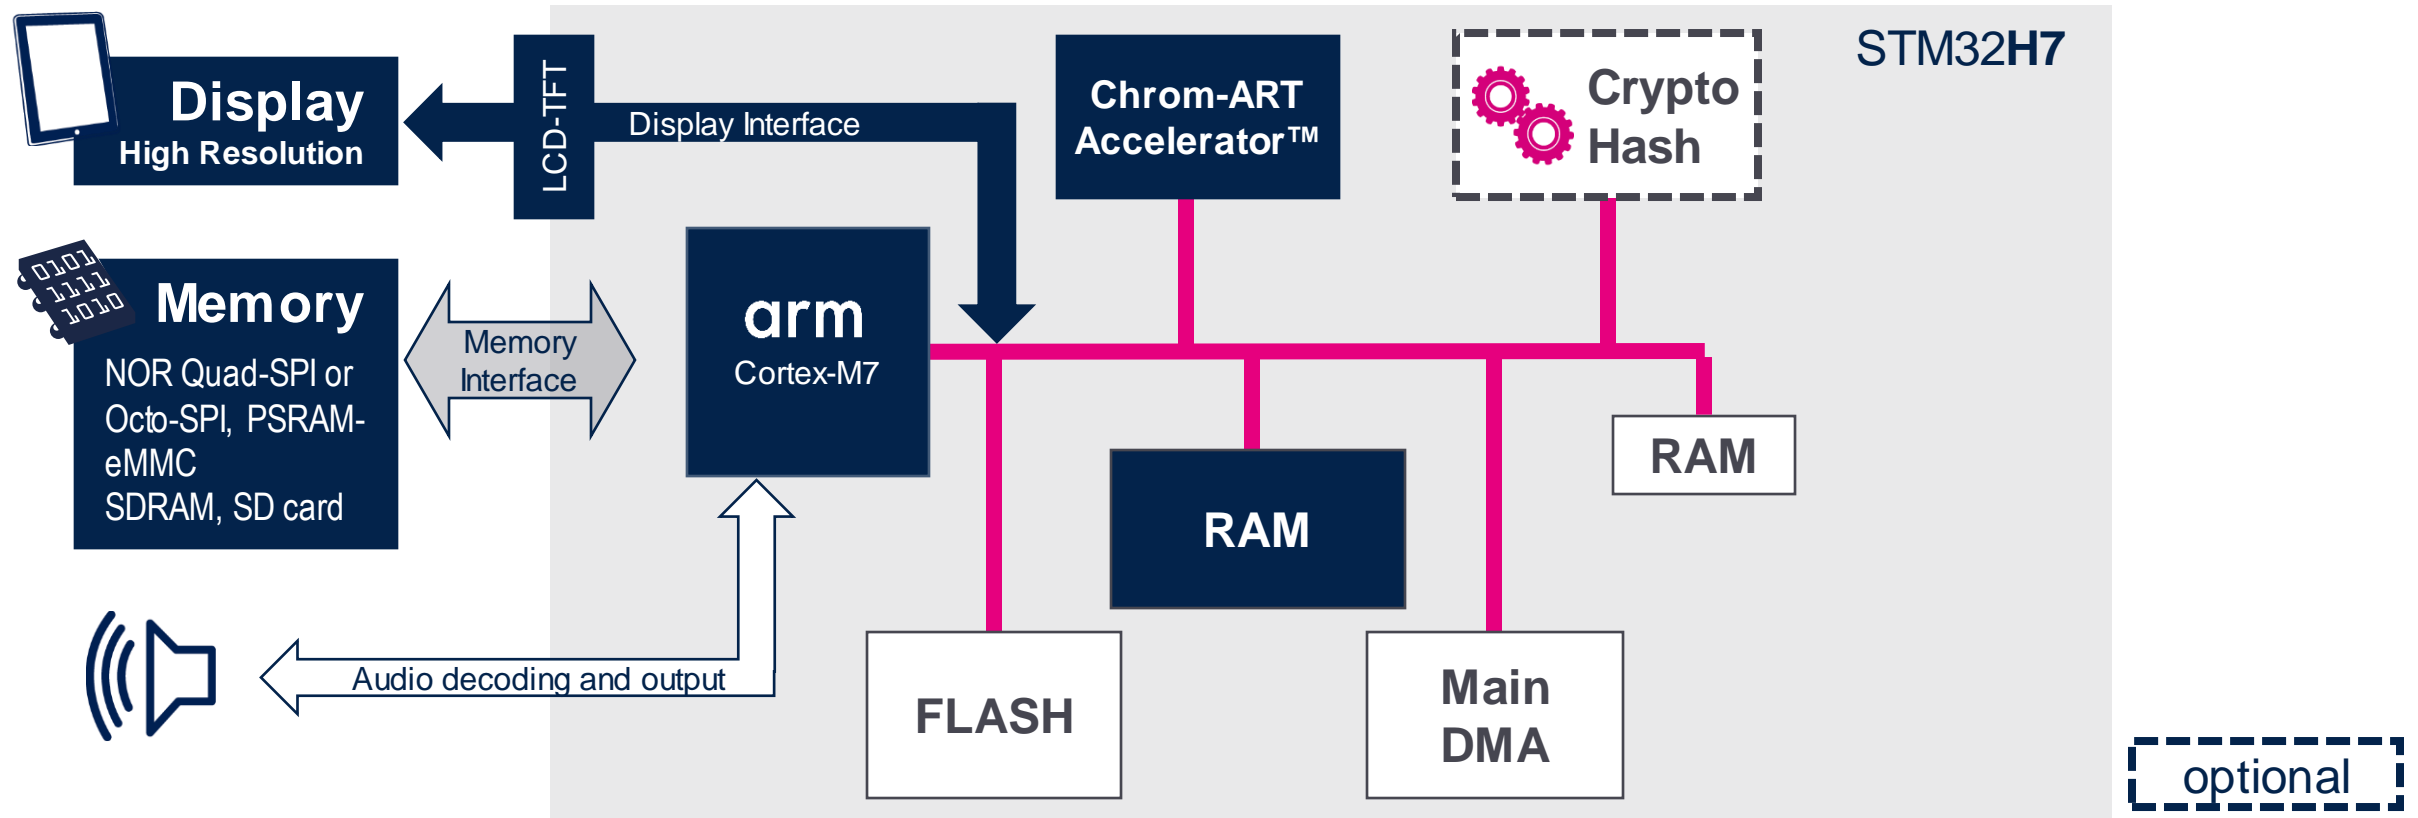 STM32H7
Display
High Resolution
LCD-TFT
Display Interface
Chrom-ART
Accelerator™
Crypto
Hash
0101
1111
1010
Memory
NOR Quad-SPI or
Octo-SPI, PSRAM-
eMMC
SDRAM, SD card
Memory
Interface
arm
Cortex-M7
RAM
RAM
Audio decoding and output
FLASH
Main
DMA
optional